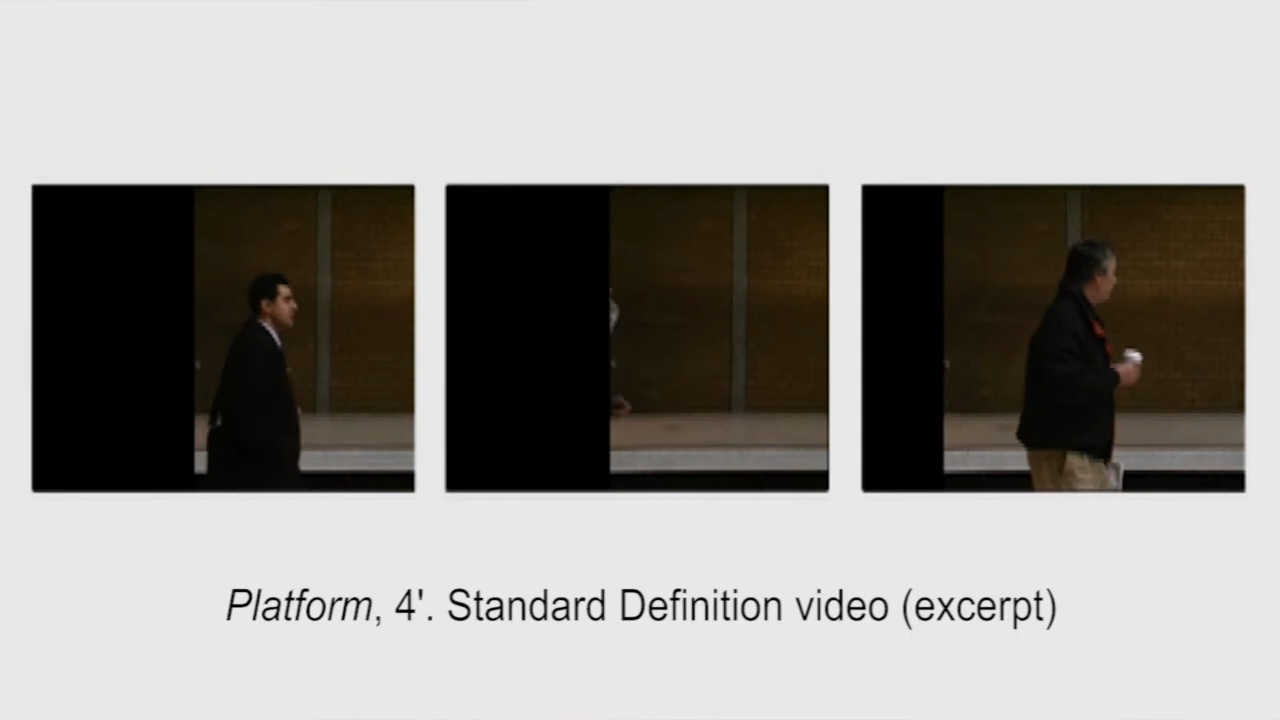 Platform, 4'. Standard Definition video (excerpt)